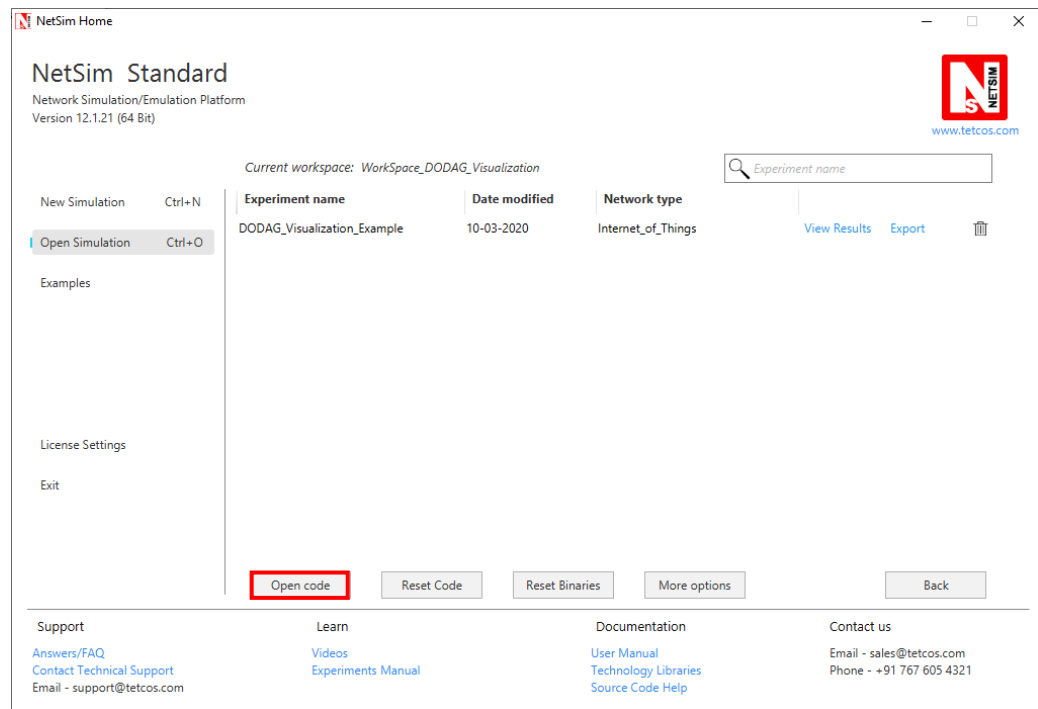 NetSim Home
NetSim Standard
Network Simulation/Emulation Platform
Version 12.1.21 (64 Bit)
NETSIM
NS
www.tetcos.com
Current workspace: WorkSpace_DODAG_Visualization
Experiment name
New Simulation Ctrl+N
Open Simulation Ctrl+O
Examples
License Settings
Exit
Experiment name Date modified Network type
DODAG_Visualization_Example 10-03-2020 Internet_of_Things View Results Export
Open code Reset Code Reset Binaries More options Back
Support
Answers/FAQ
Contact Technical Support
Email - support@tetcos.com
Learn
Videos
Experiments Manual
Documentation
User Manual
Technology Libraries
Source Code Help
Contact us
Email - sales@tetcos.com
Phone - +91 767 605 4321